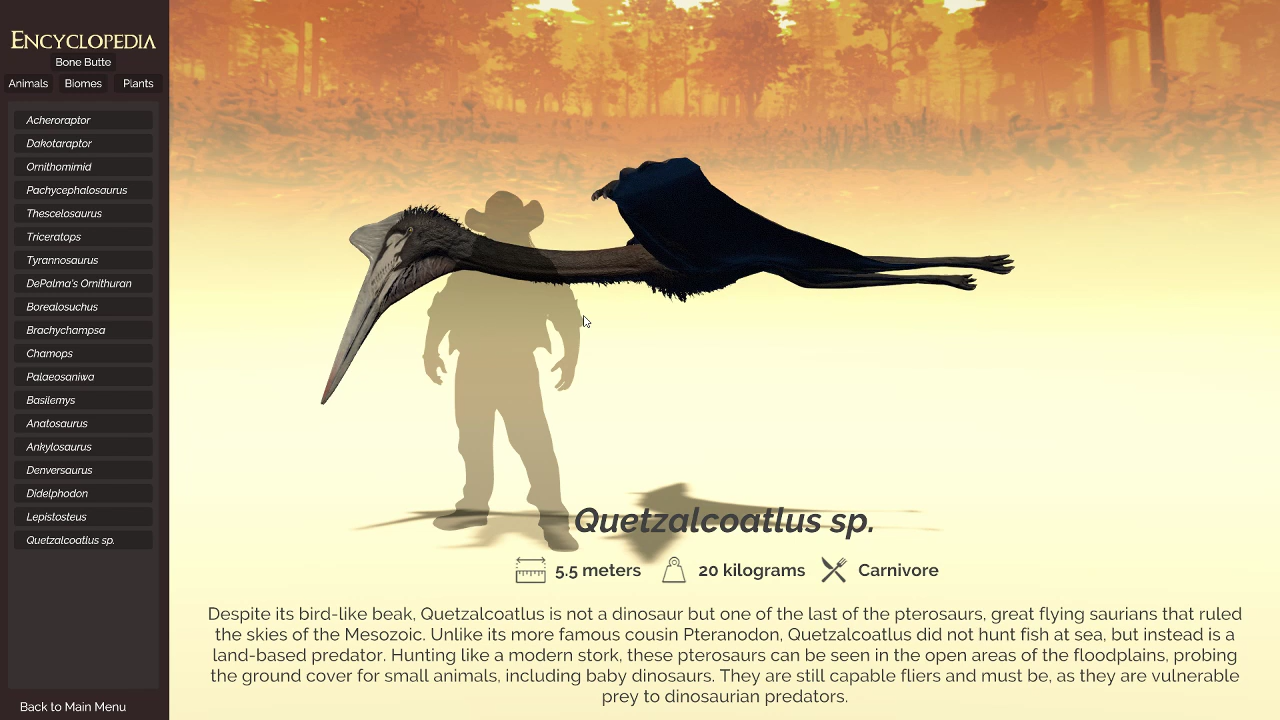 Encyclopedia
Bone Butte
Animals Biomes Plants
Acheroraptor
Dakotaraptor
Ornithomimid
Pachycephalosaurus
Thescelosaurus
Triceratops
Tyrannosaurus
DePalma's Ornithuran
Borealosuchus
Brachychampsa
Chamops
Palaeosaniwa
Basilemys
Anatosaurus
Ankylosaurus
Denversaurus
Didelphodon
Lepistosteus
Quetzalcoatlus sp.
Back to Main Menu
Quetzalcoatlus sp.
5.5 meters 20 kilograms Carnivore
Despite its bird-like beak, Quetzalcoatlus is not a dinosaur but one of the last of the pterosaurs, great flying saurians that ruled
the skies of the Mesozoic. Unlike its more famous cousin Pteranodon, Quetzalcoatlus did not hunt fish at sea, but instead is a
land-based predator. Hunting like a modern stork, these pterosaurs can be seen in the open areas of the floodplains, probing
the ground cover for small animals, including baby dinosaurs. They are still capable fliers and must be, as they are vulnerable
prey to dinosaurian predators.